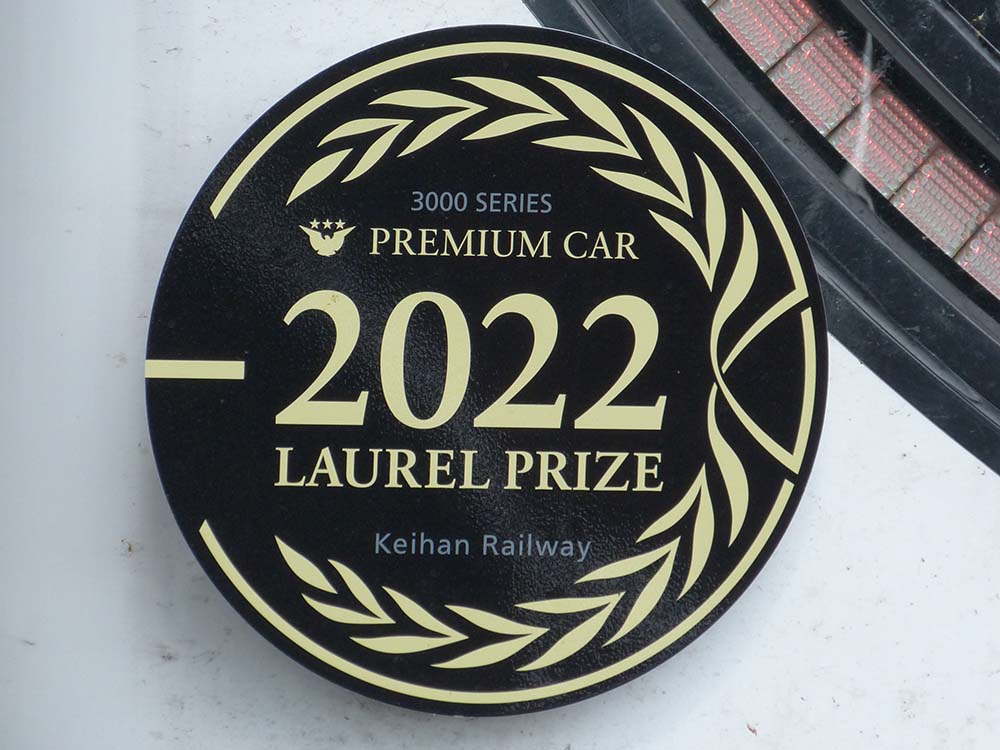 3000 SERIES
PREMIUM CAR
2022
LAUREL PRIZE
Keihan Railway